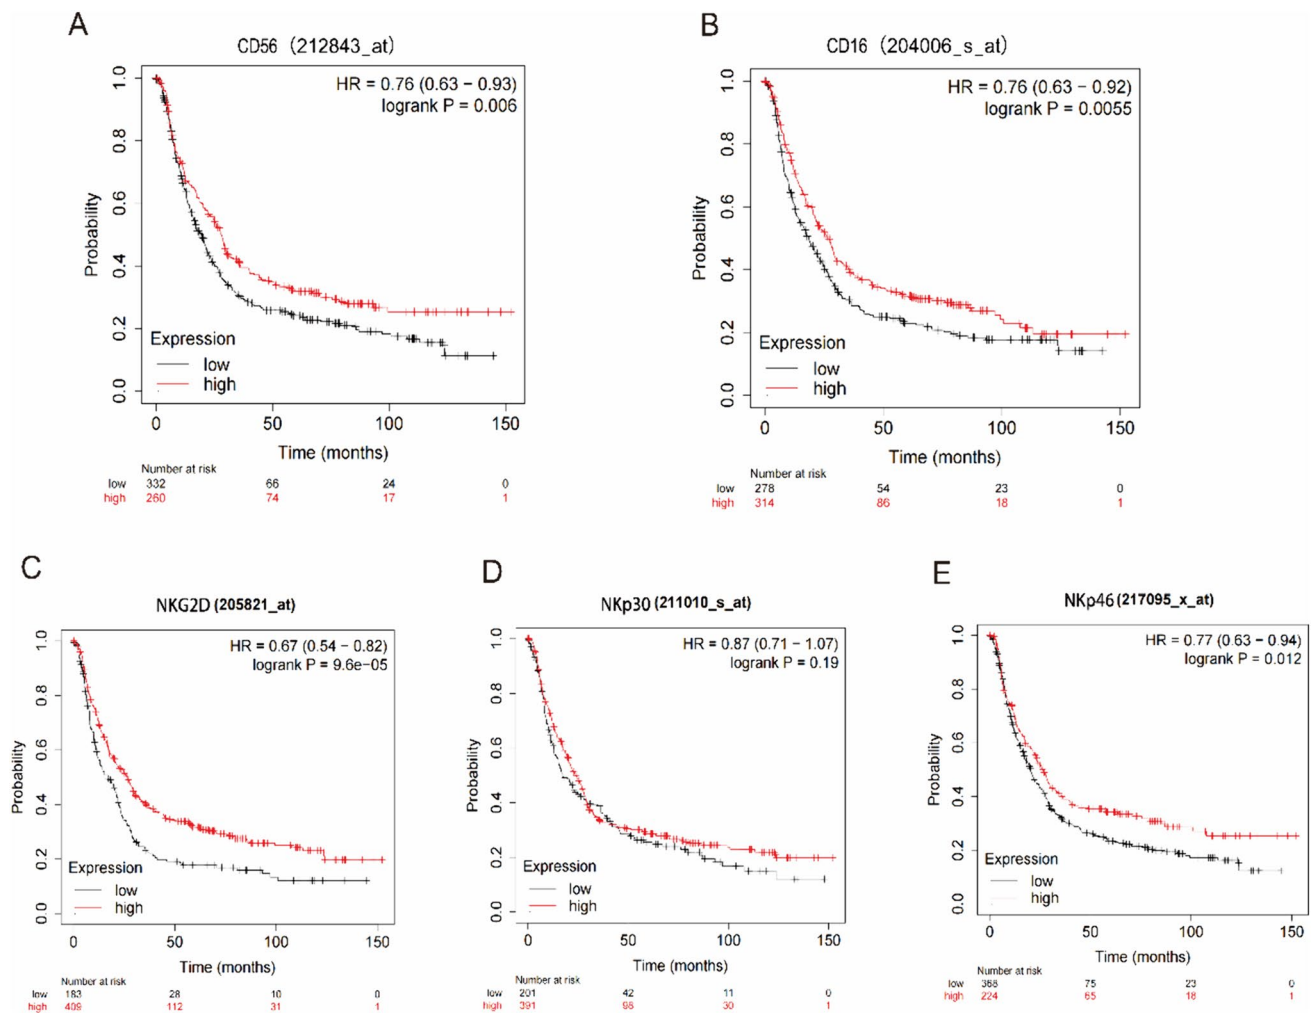 A
CD56 (212843_at)
HR = 0.76 (0.63 − 0.93)
logrank P = 0.006
Probability
1.0
0.8
0.6
0.4
0.2
0.0
Expression
low
high
0 50 100 150
Time (months)
Number at risk
low 332 66 24 0
high 260 74 17 1
B
CD16 (204006_s_at)
HR = 0.76 (0.63 − 0.92)
logrank P = 0.0055
Probability
1.0
0.8
0.6
0.4
0.2
0.0
Expression
low
high
0 50 100 150
Time (months)
Number at risk
low 278 54 23 0
high 314 86 18 1
C
NKG2D (205821_at)
HR = 0.67 (0.54 − 0.82)
logrank P = 9.6e−05
Probability
1.0
0.8
0.6
0.4
0.2
0.0
Expression
low
high
0 50 100 150
Time (months)
Number at risk
low 183 28 10 0
high 409 112 31 1
D
NKp30 (211010_s_at)
HR = 0.87 (0.71 − 1.07)
logrank P = 0.19
Probability
1.0
0.8
0.6
0.4
0.2
0.0
Expression
low
high
0 50 100 150
Time (months)
Number at risk
low 201 42 11 0
high 391 98 30 1
E
NKp46 (217095_x_at)
HR = 0.77 (0.63 − 0.94)
logrank P = 0.012
Probability
1.0
0.8
0.6
0.4
0.2
0.0
Expression
low
high
0 50 100 150
Time (months)
Number at risk
low 368 75 23 0
high 224 65 18 1